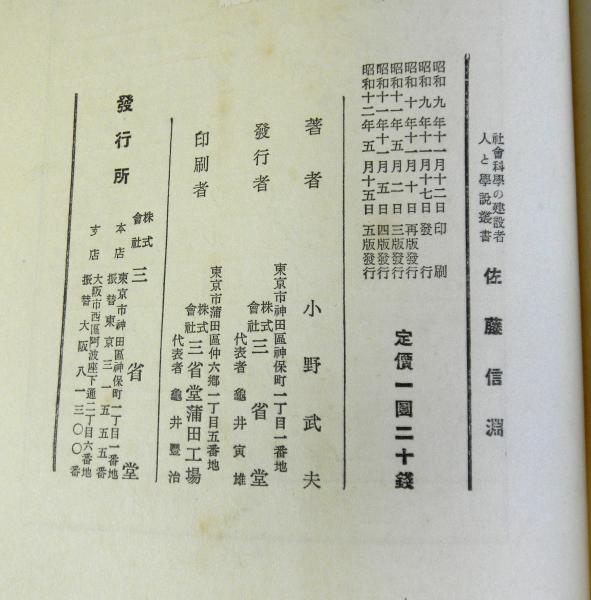 社會科學の建設者
人と學說叢書
佐藤信淵
定價一圓二十錢
昭和九年十一月十二日印刷
昭和九年十一月十七日發行
昭和十年十一月十日再版發行
昭和十一年五月二日三版發行
昭和十一年十一月五日四版發行
昭和十二年五月十五日五版發行
著者 小野武夫
東京市神田區神保町一丁目一番地
發行者 株式會社 三省堂
代表者 龜井寅雄
東京市蒲田區仲六鄕一丁目五番地
印刷者 株式會社 三省堂蒲田工場
代表者 龜井豐治
發行所 株式會社 三省堂
本店 東京市神田區神保町一丁目一番地
振替東京三一五五五番
支店 大阪市西區阿波座下通二丁目六番地
振替大阪八一三〇〇番